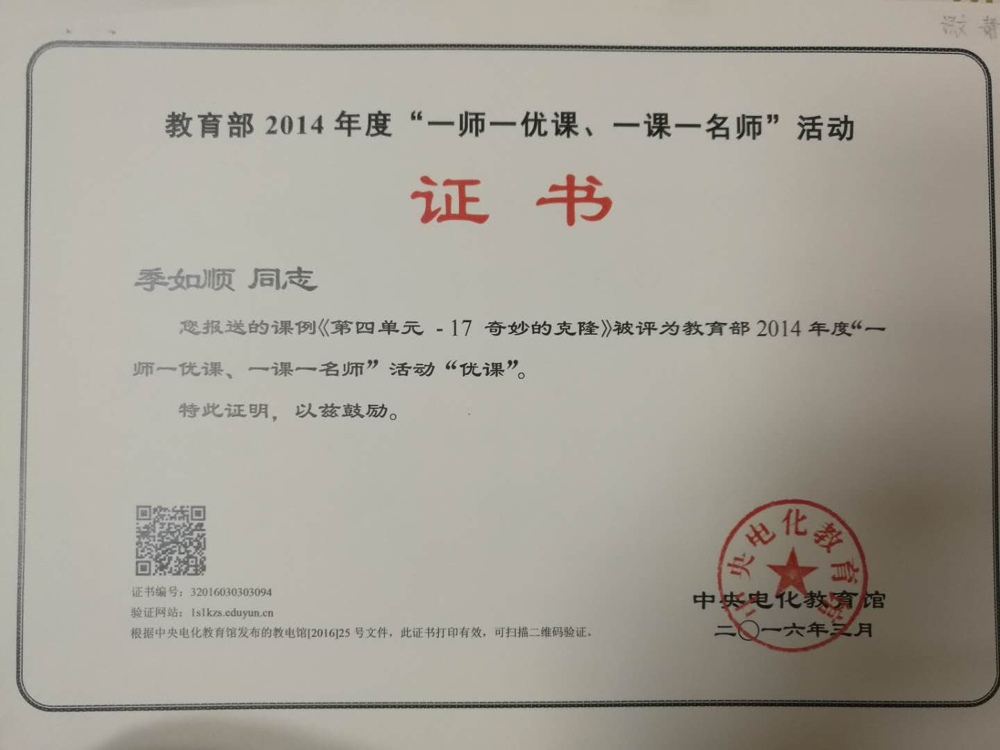 教育部 2014 年度“一师一优课、一课一名师”活动
证书
季如顺 同志
您报送的课例《第四单元 - 17 奇妙的克隆》被评为教育部 2014 年度“一
师一优课、一课一名师”活动“优课”。
特此证明，以兹鼓励。
证书编号：32016030303094
验证网站：1s1kzs.eduyun.cn
根据中央电化教育馆发布的教电馆[2016]25 号文件，此证书打印有效，可扫描二维码验证。
中央电化教育馆
中央电化教育馆
二〇一六年三月